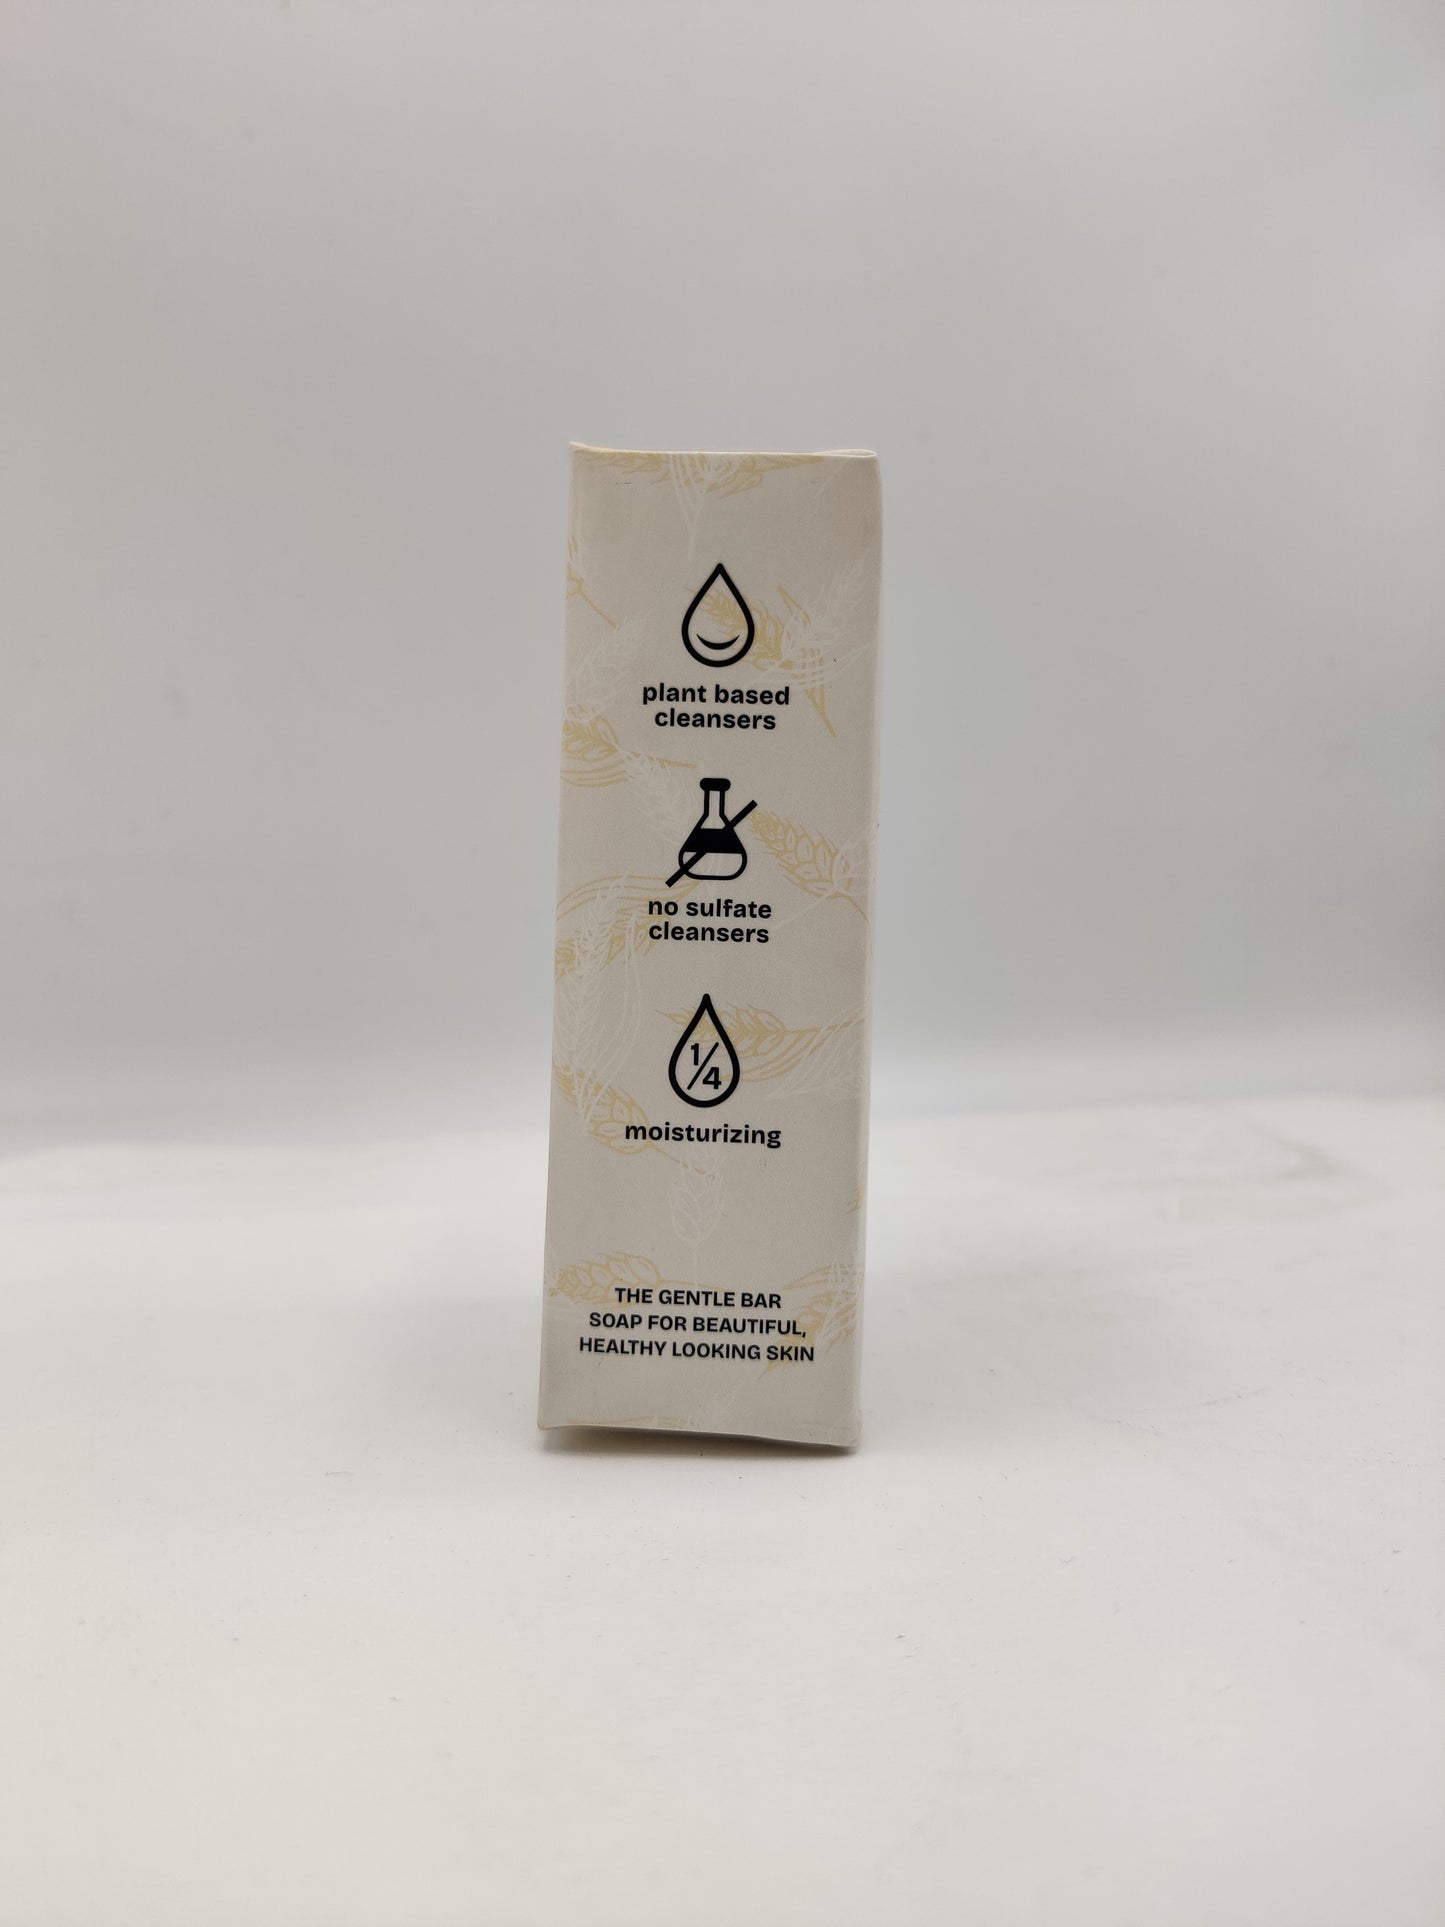 plant based
cleansers
no sulfate
cleansers
1/4
moisturizing
THE GENTLE BAR
SOAP FOR BEAUTIFUL,
HEALTHY LOOKING SKIN